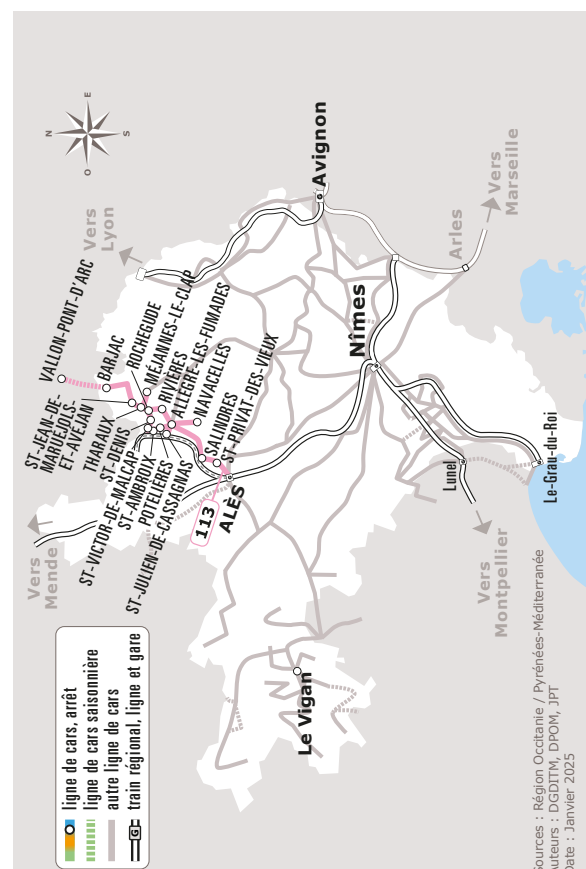 N
E
S
O
Vers
Lyon
Avignon
Vers
Marseille
Arles
VALLON-PONT-D'ARC
BARJAC
ROCHEGUDE
MÉJANNES-LE-CLAP
RIVIÈRES
ALLEGRE-LES-FUMADES
NAVACELLES
SALINDRES
ST-PRIVAT-DES-VIEUX
ST-JEAN-DE-
MARUEJOLS-
ET-AVÉJAN
THARAUX
ST-DENIS
ST-VICTOR-DE-MALCAP
ST-AMBROIX
POTELIÈRES
ST-JULIEN-DE-CASSAGNAS
113
ALÈS
Nîmes
Vers
Mende
Lunel
Le-Grau-du-Roi
Vers
Montpellier
Le Vigan
ligne de cars, arrêt
ligne de cars saisonnière
autre ligne de cars
G train régional, ligne et gare
Sources : Région Occitanie / Pyrénées-Méditerranée
Auteurs : DGDITM, DPOM, JPT
Date : Janvier 2025